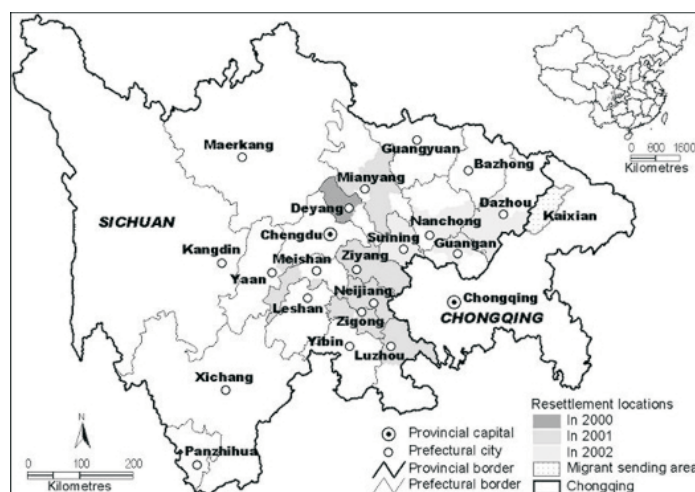 Maerkang
Guangyuan
Bazhong
Mianyang
Dazhou
Deyang
Nanchong
Kaixian
SICHUAN
Chengdu
Suining
Guangan
Kangdin
Meishan
Ziyang
Yaan
Neijiang
Chongqing
Leshan
CHONGQING
Zigong
Yibin
Luzhou
Xichang
Panzhihua
Kilometres
0 600 1600
N
0 50 100 200
Kilometres
Provincial capital
Prefectural city
Provincial border
Prefectural border
Resettlement locations
In 2000
In 2001
In 2002
Migrant sending area
Chongqing